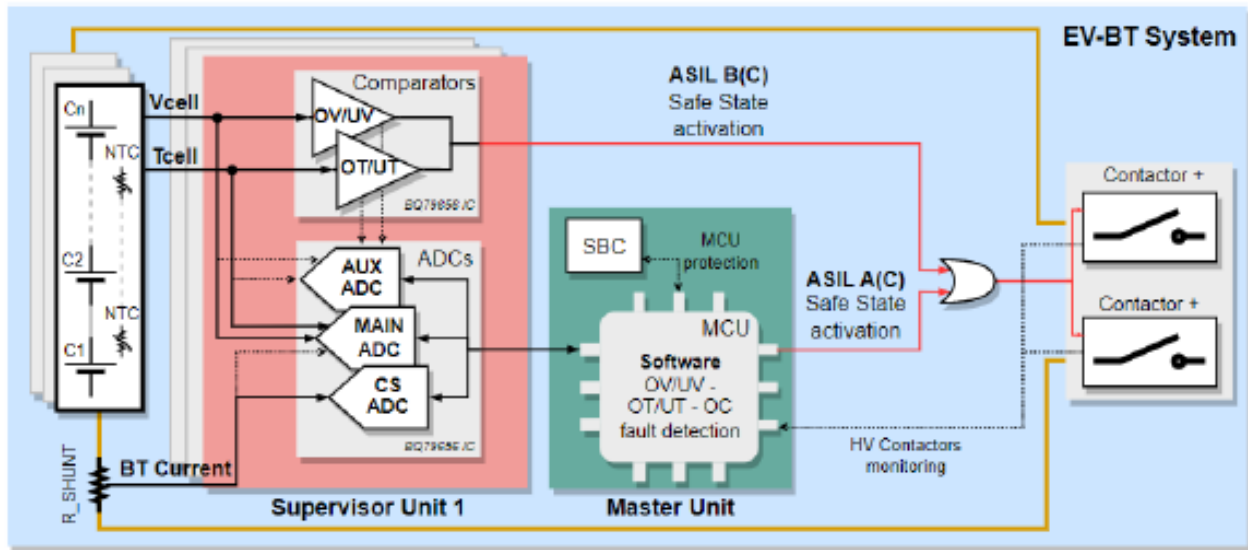 EV-BT System
Cn
Vcell
NTC
Tcell
C2
NTC
C1
R_SHUNT
BT Current
Comparators
OV/UV
OT/UT
BQ79656 IC
ADCs
AUX
ADC
MAIN
ADC
CS
ADC
BQ79656 IC
Supervisor Unit 1
ASIL B(C)
Safe State
activation
SBC
MCU
protection
MCU
Software
OV/UV -
OT/UT - OC
fault detection
Master Unit
ASIL A(C)
Safe State
activation
HV Contactors
monitoring
Contactor +
Contactor +